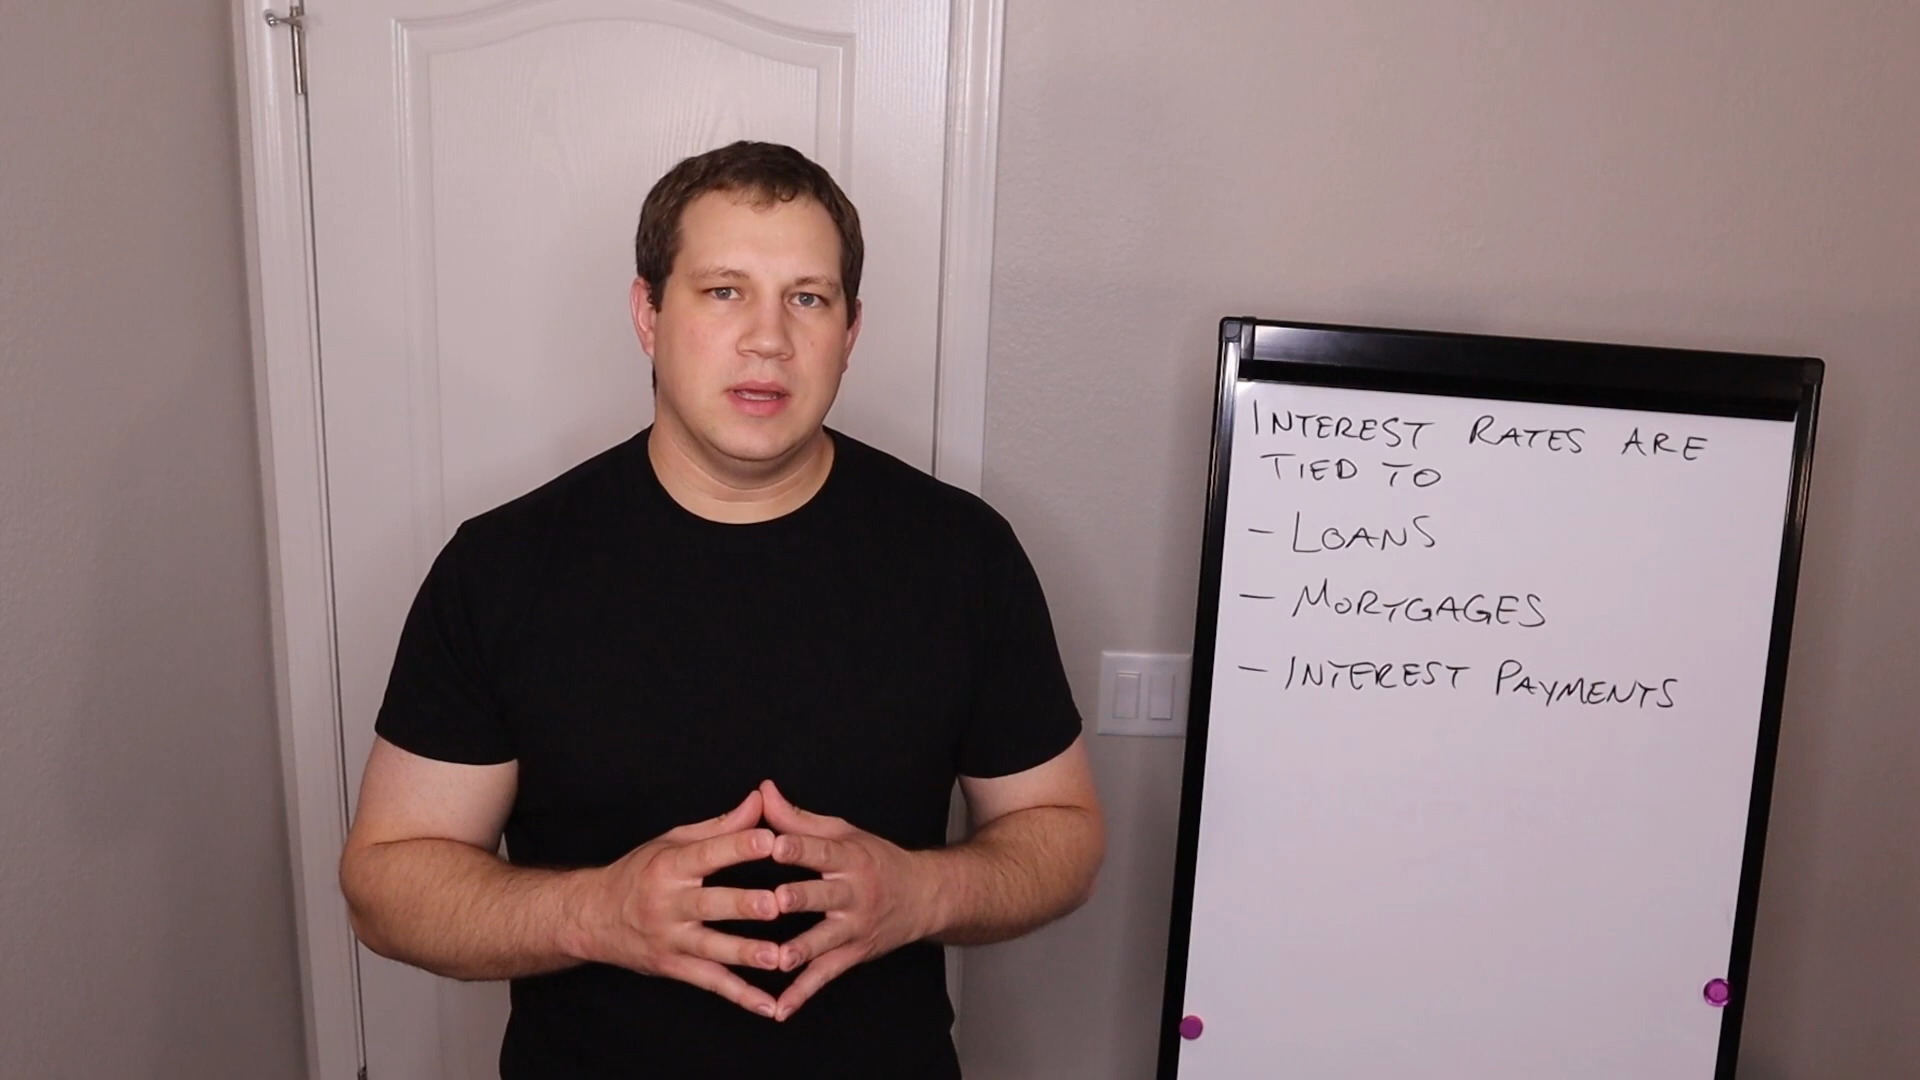 INTEREST RATES ARE
TIED TO
- LOANS
- MORTGAGES
- INTEREST PAYMENTS